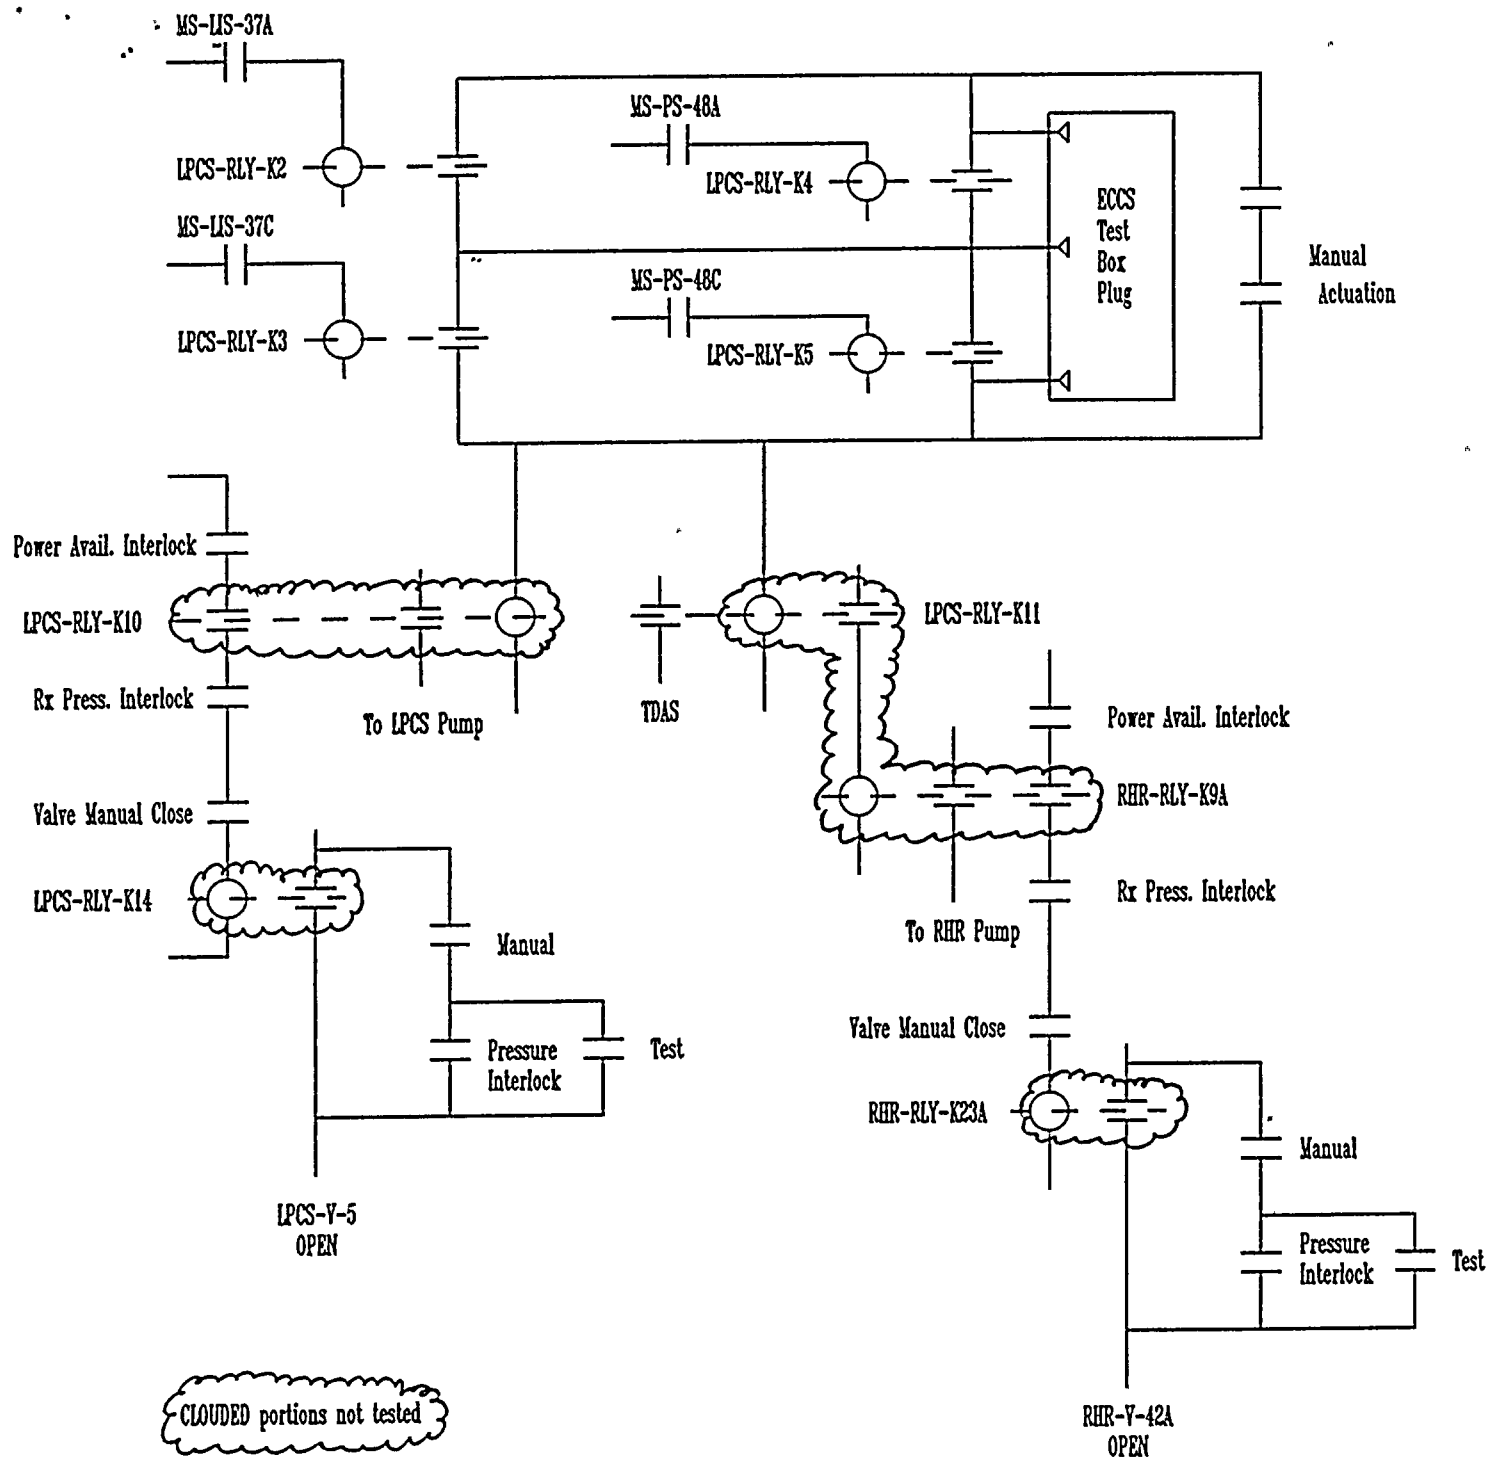 MS-LIS-37A
MS-PS-48A
LPCS-RLY-K2
LPCS-RLY-K4
MS-LIS-37C
ECCS
Test
Box
Plug
MS-PS-48C
Manual
Actuation
LPCS-RLY-K3
LPCS-RLY-K5
Power Avail. Interlock
LPCS-RLY-K10
LPCS-RLY-K11
Rx Press. Interlock
To LPCS Pump
TDAS
Power Avail. Interlock
Valve Manual Close
RHR-RLY-K9A
LPCS-RLY-K14
Rx Press. Interlock
To RHR Pump
Manual
Valve Manual Close
Pressure
Interlock
Test
RHR-RLY-K23A
Manual
LPCS-V-5
OPEN
Pressure
Interlock
Test
CLOUDED portions not tested
RHR-V-42A
OPEN